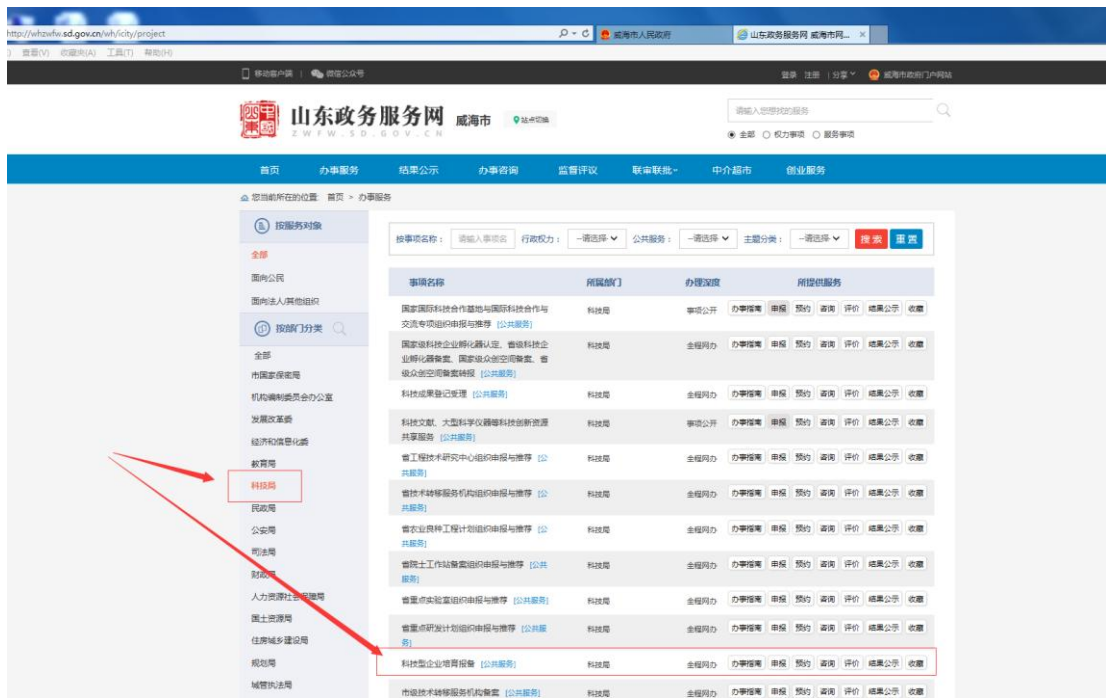 http://whzwfw.sd.gov.cn/wh/icity/project
威海市人民政府
山东政务服务网 威海市网... ×
查看(V) 收藏夹(A) 工具(T) 帮助(H)
移动客户端 | 微信公众号
登录 注册 | 分享 威海市政府门户网站
山东政务服务网 威海市 站点切换
ZWFW.SD.GOV.CN
请输入您想找的服务
全部 权力事项 服务事项
首页 办事服务 结果公示 办事咨询 监督评议 联审联批 中介超市 创业服务
您当前所在的位置: 首页 > 办事服务
按服务对象
全部
面向公民
面向法人/其他组织
按部门分类
全部
市国家保密局
机构编制委员会办公室
发展改革委
经济和信息化委
教育局
科技局
民政局
公安局
司法局
财政局
人力资源社会保障局
国土资源局
住房城乡建设局
规划局
城管执法局
按事项名称: 请输入事项名 行政权力: --请选择- 公共服务: --请选择- 主题分类: --请选择- 搜索 重置
事项名称 所属部门 办理深度 所提供服务
国家国际科技合作基地与国际科技合作与 科技局 事项公开 办事指南 申报 预约 咨询 评价 结果公示 收藏
交流专项组织申报与推荐 [公共服务]
国家级科技企业孵化器认定、省级科技企 科技局 全程网办 办事指南 申报 预约 咨询 评价 结果公示 收藏
业孵化器备案、国家级众创空间备案、省
级众创空间备案转报 [公共服务]
科技成果登记受理 [公共服务] 科技局 全程网办 办事指南 申报 预约 咨询 评价 结果公示 收藏
科技文献、大型科学仪器等科技创新资源 科技局 事项公开 办事指南 申报 预约 咨询 评价 结果公示 收藏
共享服务 [公共服务]
省工程技术研究中心组织申报与推荐 [公 科技局 全程网办 办事指南 申报 预约 咨询 评价 结果公示 收藏
共服务]
省技术转移服务机构组织申报与推荐 [公 科技局 全程网办 办事指南 申报 预约 咨询 评价 结果公示 收藏
共服务]
省农业良种工程计划组织申报与推荐 [公 科技局 全程网办 办事指南 申报 预约 咨询 评价 结果公示 收藏
共服务]
省院士工作站备案组织申报与推荐 [公共 科技局 全程网办 办事指南 申报 预约 咨询 评价 结果公示 收藏
服务]
省重点实验室组织申报与推荐 [公共服务] 科技局 全程网办 办事指南 申报 预约 咨询 评价 结果公示 收藏
省重点研发计划组织申报与推荐 [公共服 科技局 全程网办 办事指南 申报 预约 咨询 评价 结果公示 收藏
务]
科技型企业培育报备 [公共服务] 科技局 全程网办 办事指南 申报 预约 咨询 评价 结果公示 收藏
市级技术转移服务机构备案 [公共服务] 科技局 全程网办 办事指南 申报 预约 咨询 评价 结果公示 收藏